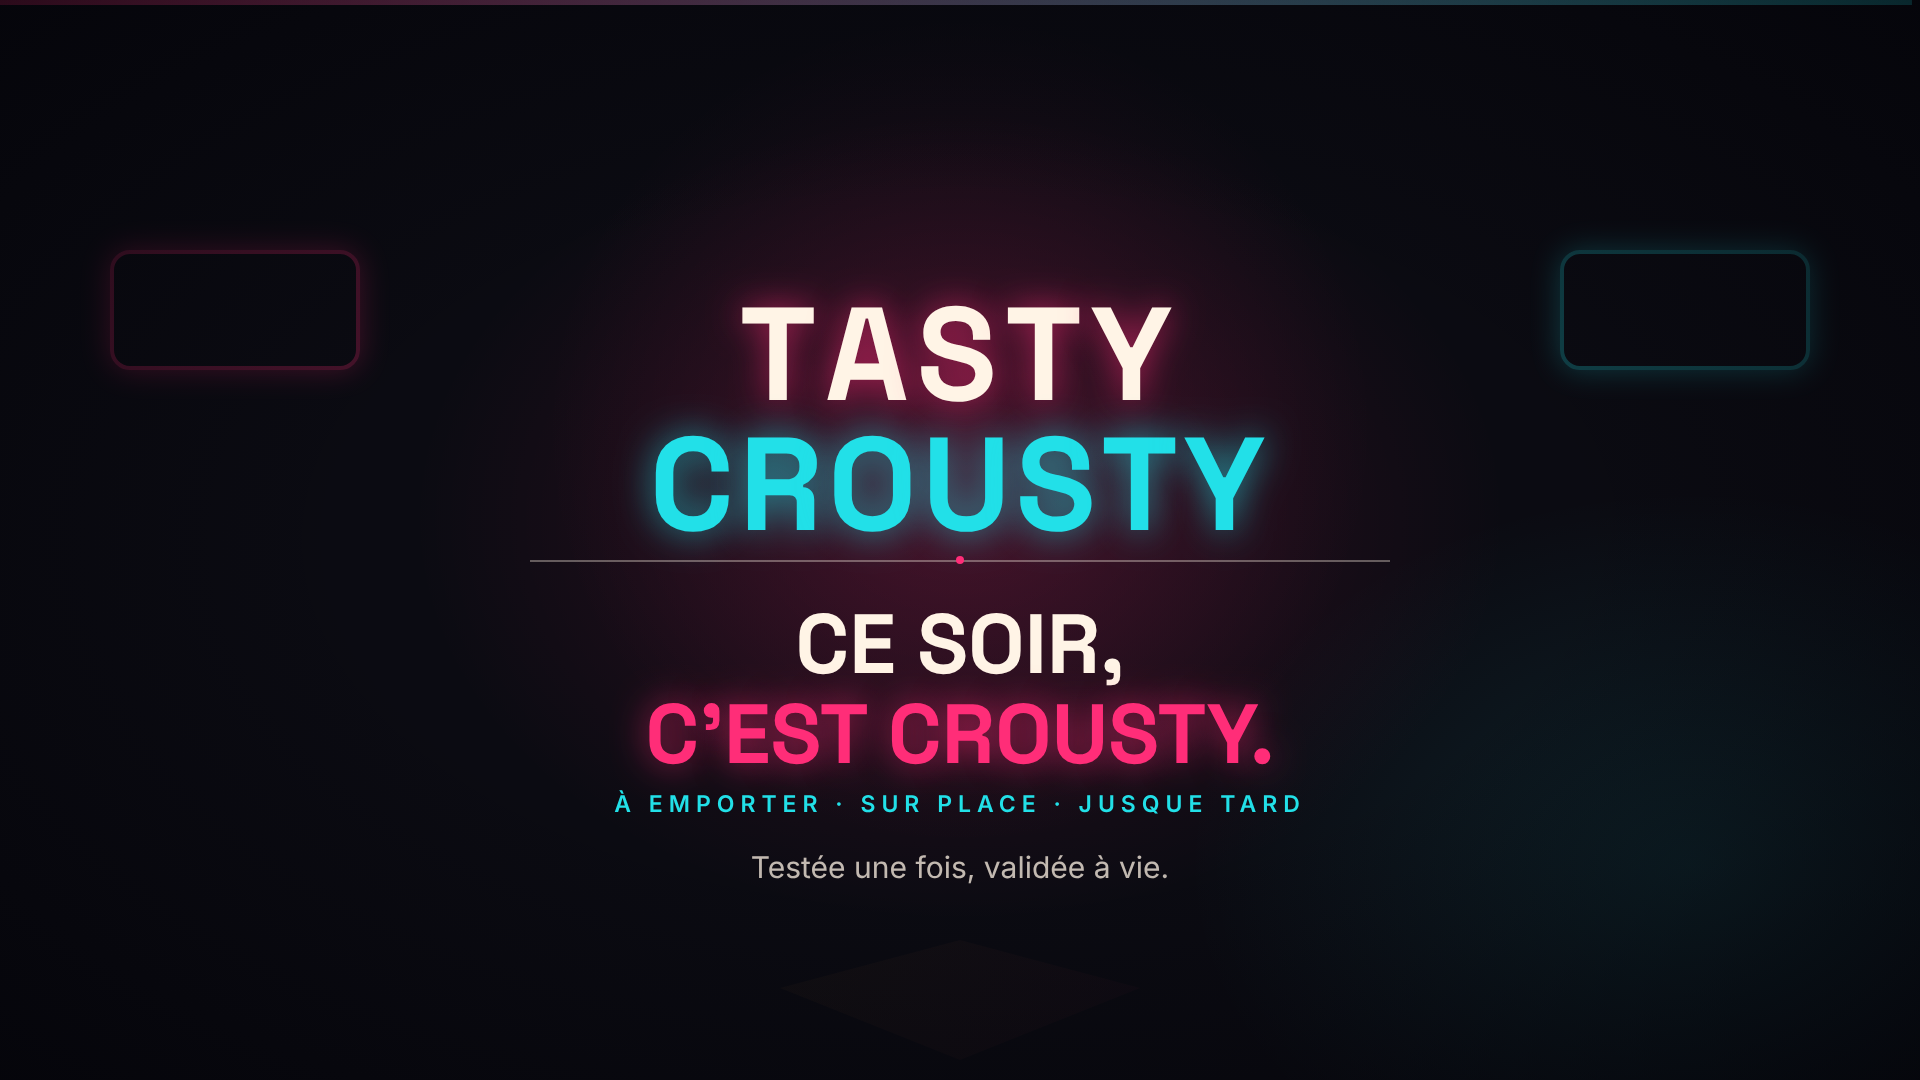 TASTY
CROUSTY
CE SOIR,
C’EST CROUSTY.
À EMPORTER · SUR PLACE · JUSQUE TARD
Testée une fois, validée à vie.